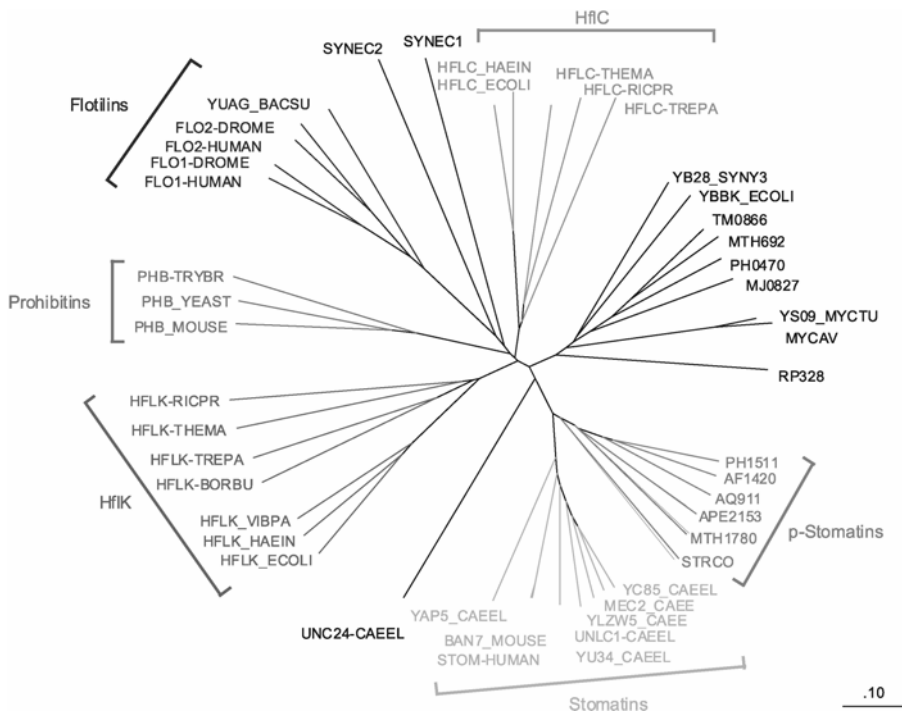 HflC
SYNEC1
SYNEC2
HFLC_HAEIN
HFLC_ECOLI
HFLC-THEMA
HFLC-RICPR
HFLC-TREPA
Flotilins
YUAG_BACSU
FLO2-DROME
FLO2-HUMAN
FLO1-DROME
FLO1-HUMAN
YB28_SYNY3
YBBK_ECOLI
TM0866
MTH692
PH0470
MJ0827
YS09_MYCTU
MYCAV
RP328
Prohibitins
PHB-TRYBR
PHB_YEAST
PHB_MOUSE
HflK
HFLK-RICPR
HFLK-THEMA
HFLK-TREPA
HFLK-BORBU
HFLK_VIBPA
HFLK_HAEIN
HFLK_ECOLI
PH1511
AF1420
AQ911
APE2153
MTH1780
STRCO
p-Stomatins
UNC24-CAEEL
YAP5_CAEEL
BAN7_MOUSE
STOM-HUMAN
YC85_CAEEL
MEC2_CAEE
YLZW5_CAEE
UNLC1-CAEEL
YU34_CAEEL
Stomatins
.10